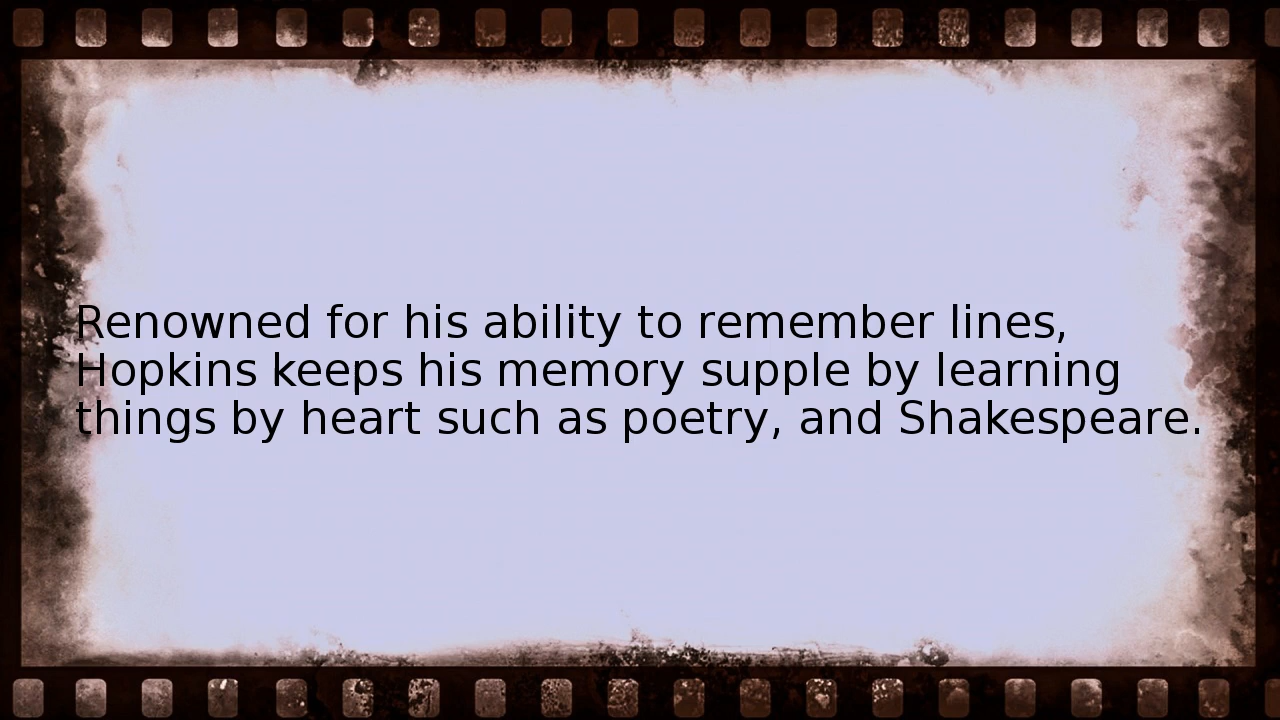 Renowned for his ability to remember lines,
Hopkins keeps his memory supple by learning
things by heart such as poetry, and Shakespeare.